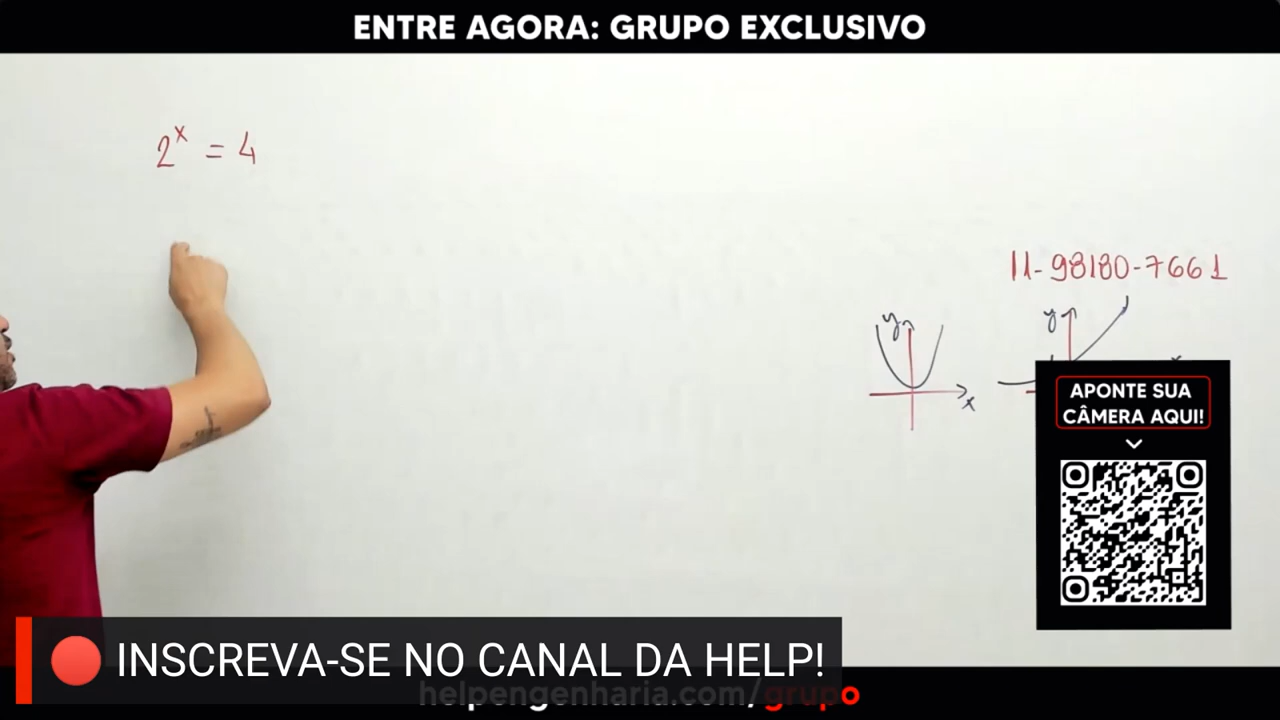 ENTRE AGORA: GRUPO EXCLUSIVO
2^x = 4
11-98180-7661
y
x
y
x
APONTE SUA
CÂMERA AQUI!
INSCREVA-SE NO CANAL DA HELP!
helpengenharia.com/grupo